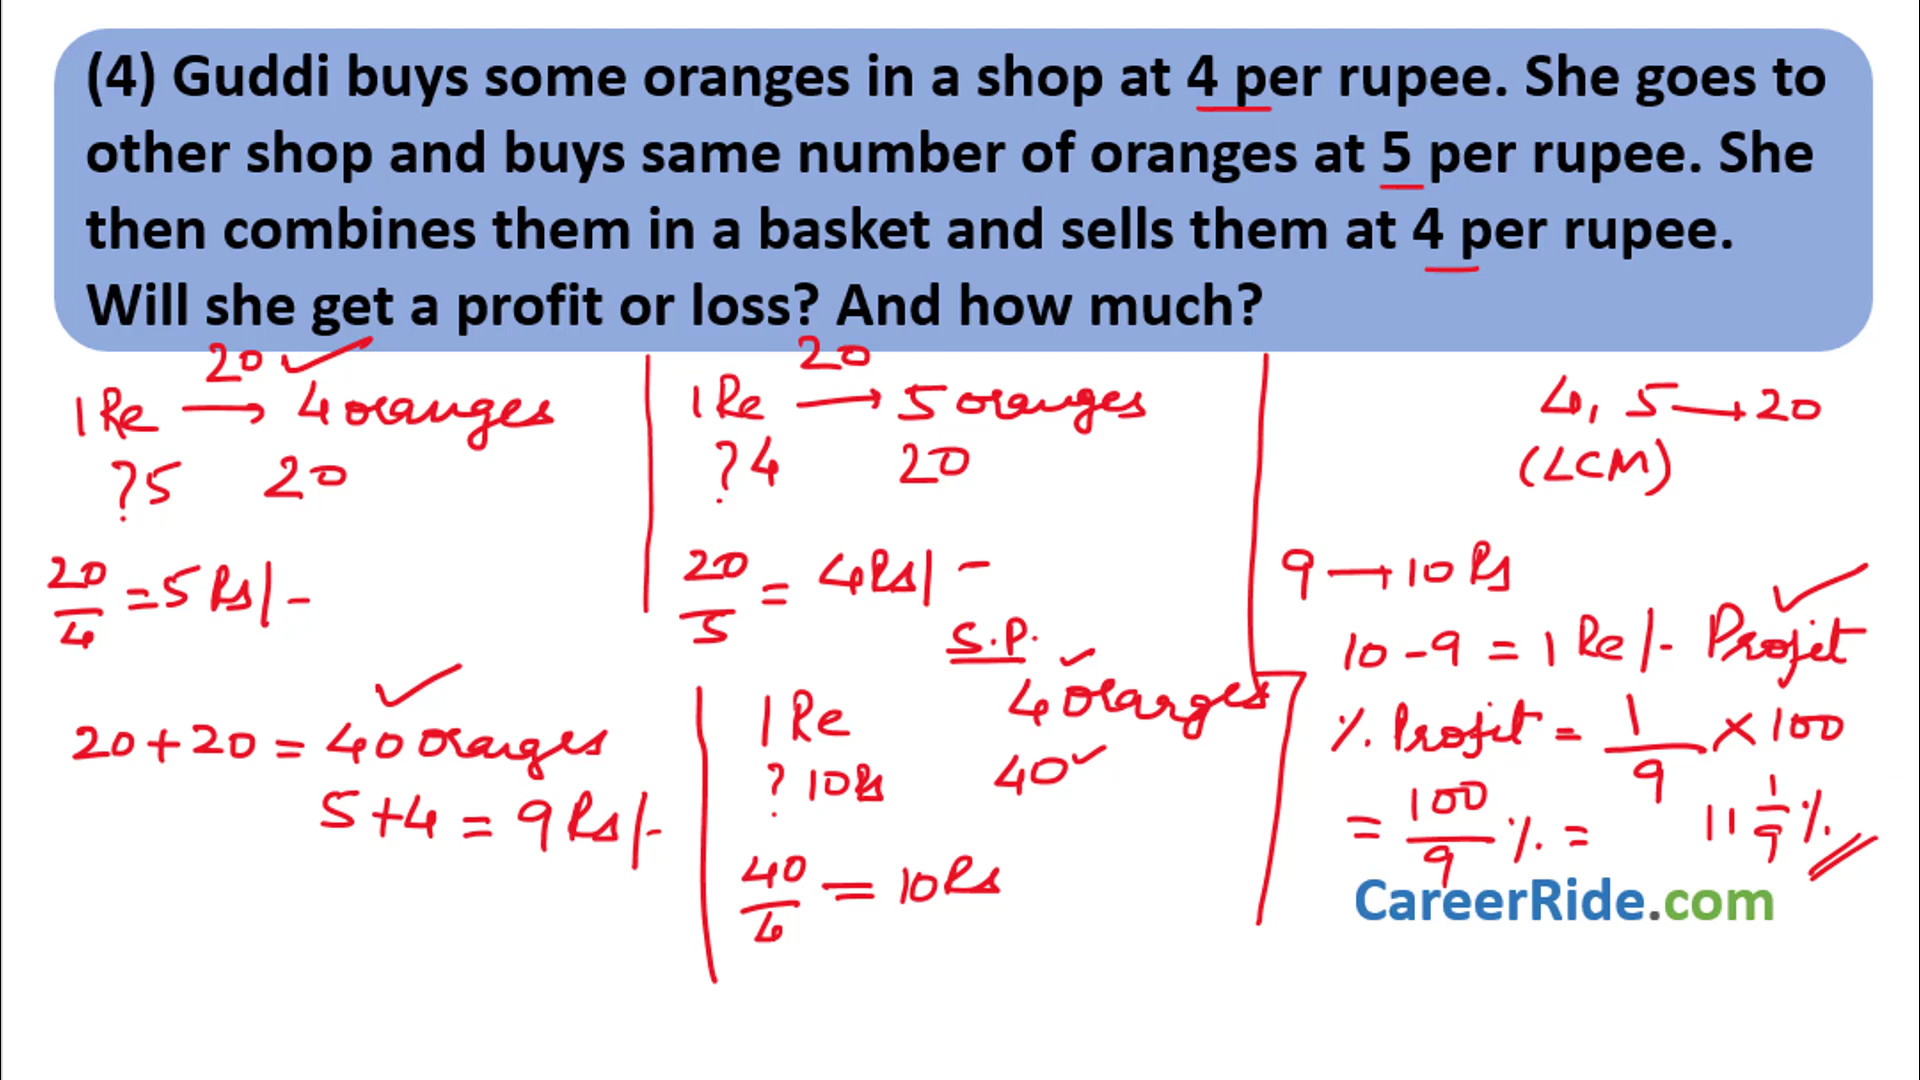 (4) Guddi buys some oranges in a shop at 4 per rupee. She goes to
other shop and buys same number of oranges at 5 per rupee. She
then combines them in a basket and sells them at 4 per rupee.
Will she get a profit or loss? And how much?
20 ✓
1 Re → 4 oranges
? 5 20
20/4 = 5 Rs/-
20 + 20 = 40 oranges ✓
5 + 4 = 9 Rs/-
20
1 Re → 5 oranges
? 4 20
20/5 = 4 Rs/-
S.P.
1 Re 4 oranges ✓
? 10 Rs 40 ✓
40/4 = 10 Rs
4, 5 → 20
(LCM)
9 → 10 Rs
10 - 9 = 1 Re/- Profit ✓
% Profit = 1/9 × 100
= 100/9 % = 11 1/9 %
CareerRide.com